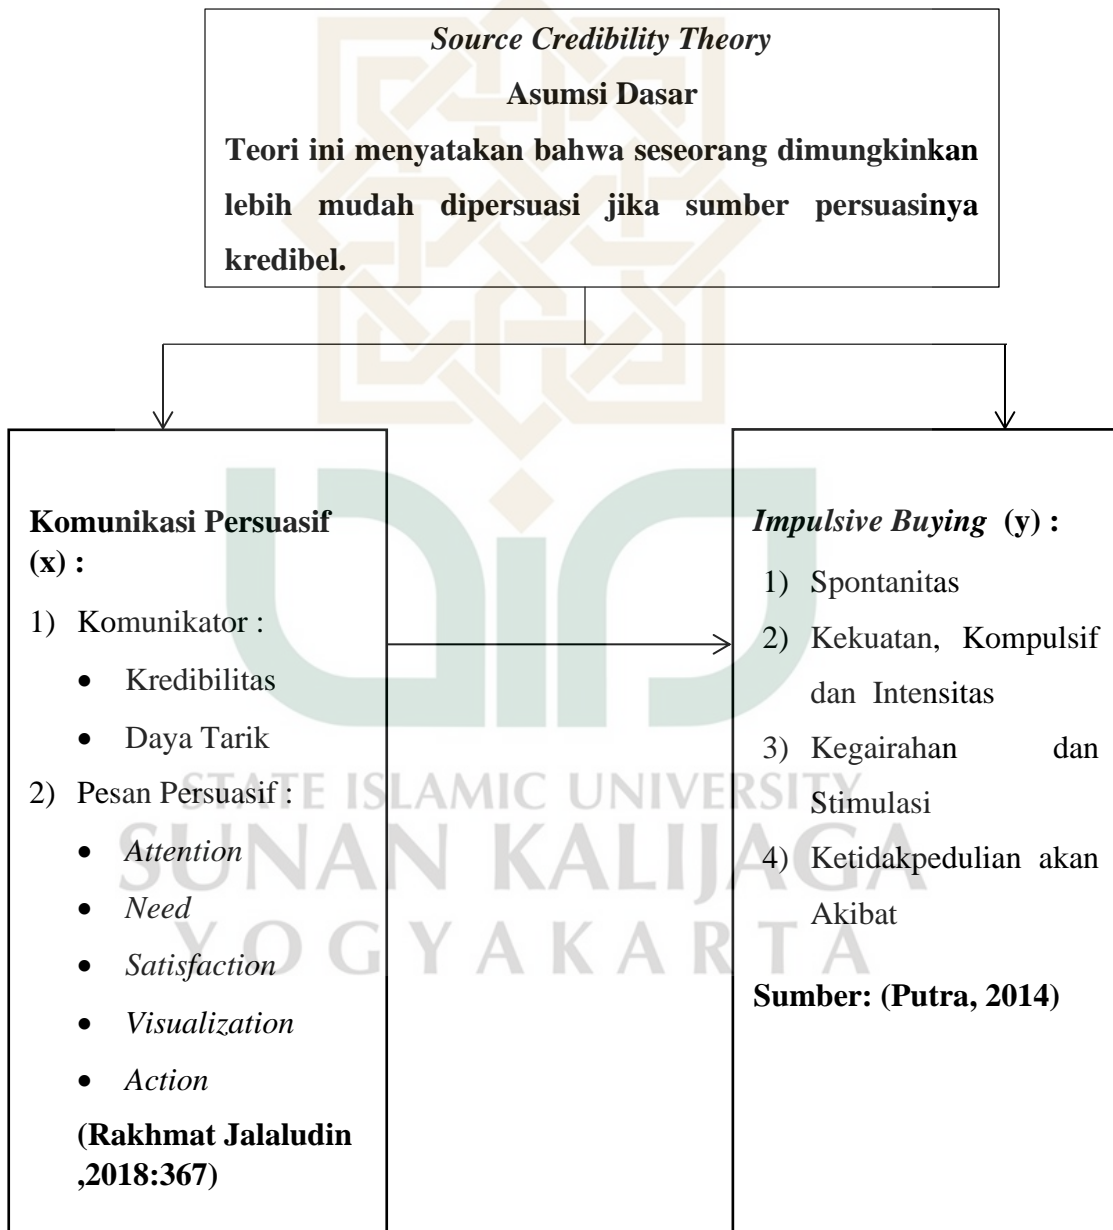 Source Credibility Theory
Asumsi Dasar
Teori ini menyatakan bahwa seseorang dimungkinkan
lebih mudah dipersuasi jika sumber persuasinya
kredibel.
Komunikasi Persuasif
(x) :
1) Komunikator :
• Kredibilitas
• Daya Tarik
2) Pesan Persuasif :
• Attention
• Need
• Satisfaction
• Visualization
• Action
(Rakhmat Jalaludin
,2018:367)
Impulsive Buying (y) :
1) Spontanitas
2) Kekuatan, Kompulsif
dan Intensitas
3) Kegairahan dan
Stimulasi
4) Ketidakpedulian akan
Akibat
Sumber: (Putra, 2014)
STATE ISLAMIC UNIVERSITY
SUNAN KALIJAGA
YOGYAKARTA